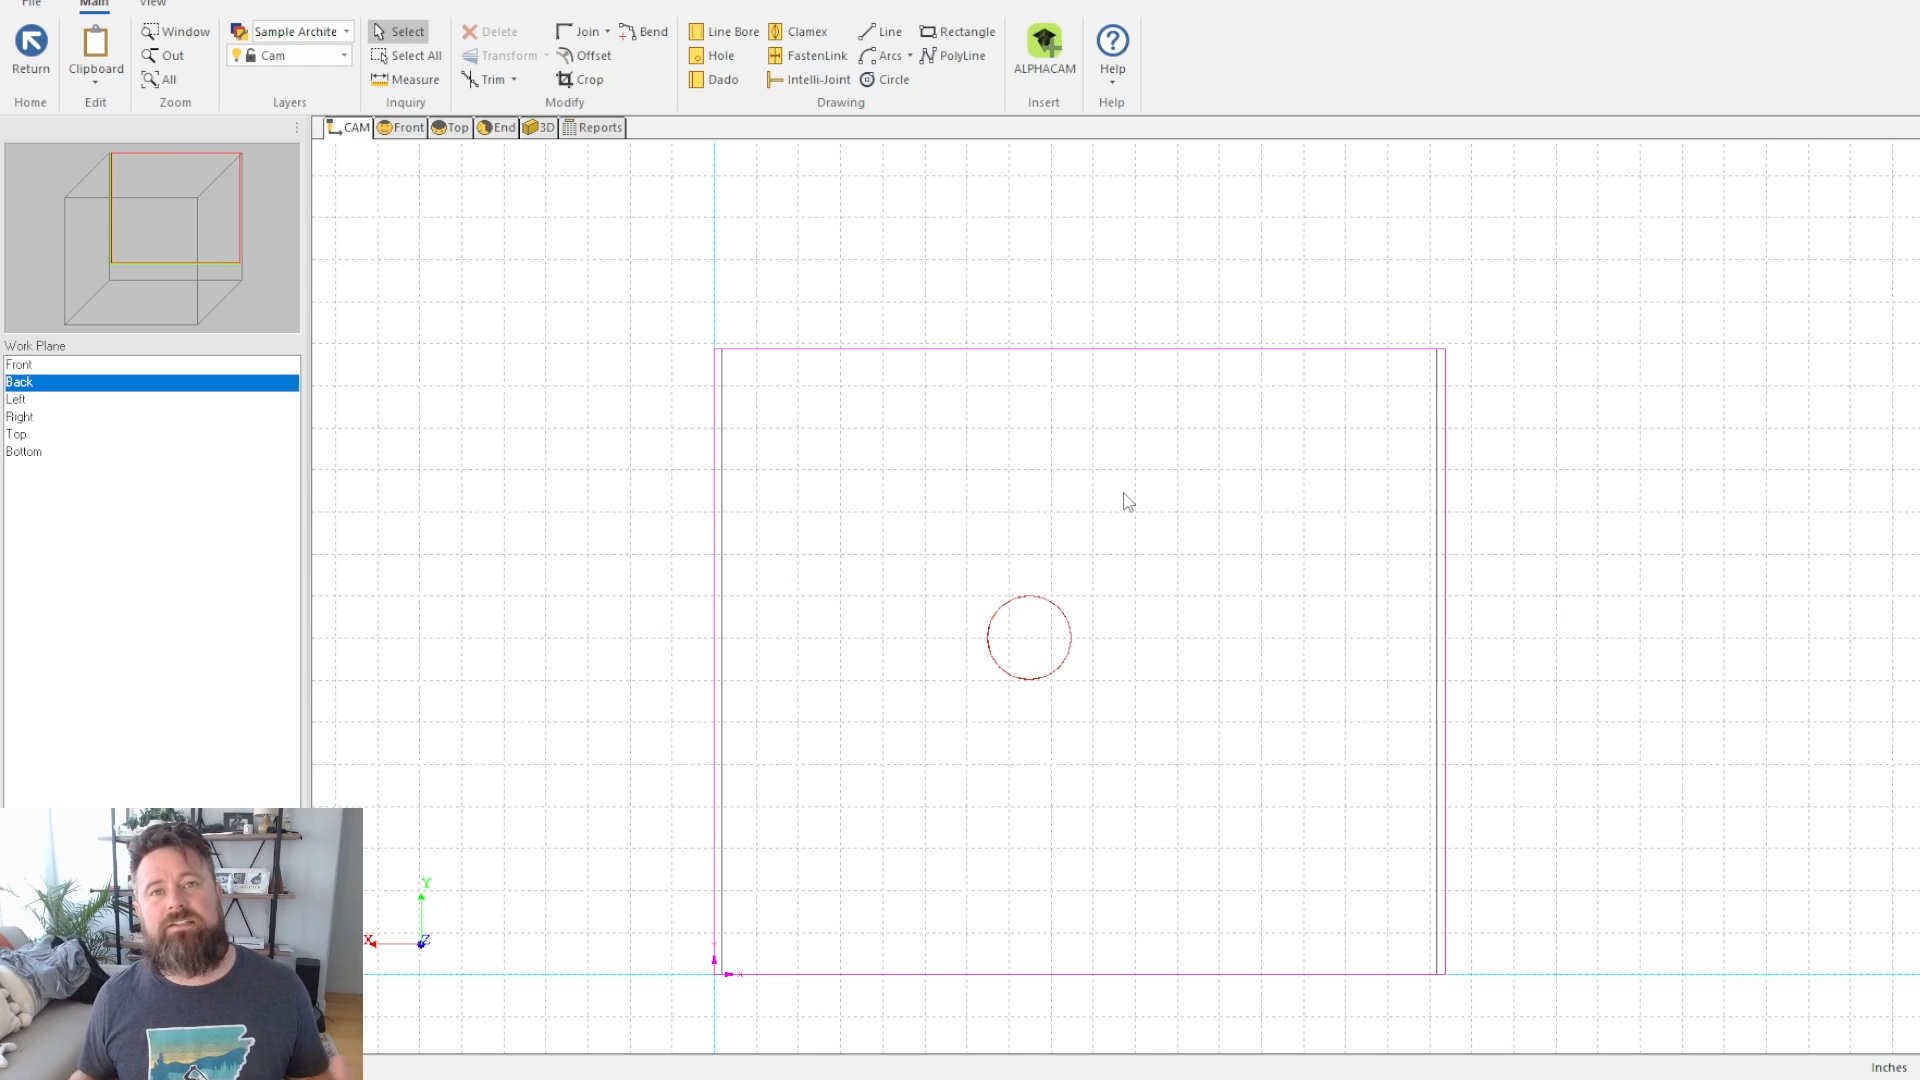 File Main View
Return
Home
Clipboard
Edit
Window
Out
All
Zoom
Sample Archite
Cam
Layers
Select
Select All
Measure
Inquiry
Delete Join Bend
Transform Offset
Trim Crop
Modify
Line Bore Clamex Line Rectangle
Hole FastenLink Arcs PolyLine
Dado Intelli-Joint Circle
Drawing
ALPHACAM
Insert
Help
Help
CAM Front Top End 3D Reports
Work Plane
Front
Back
Left
Right
Top
Bottom
Y
X Z
X
Inches